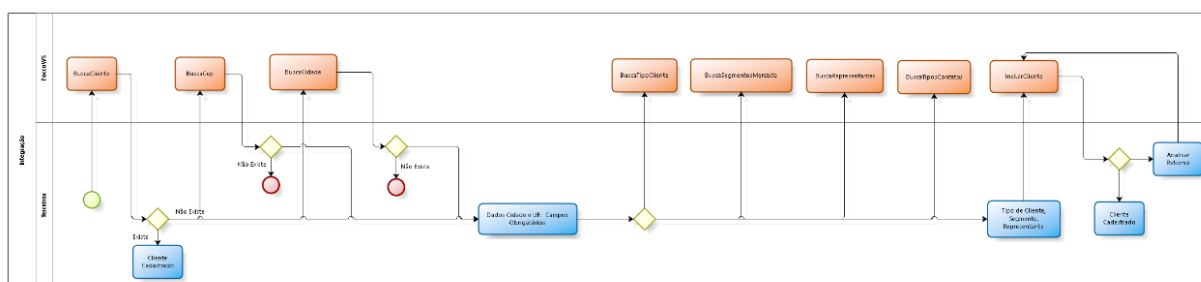 Integração
FoccoWS
Terceiros
BuscaCliente
BuscaCep
BuscaCidade
BuscaTipoCliente
BuscaSegmentosMercado
BuscaRepresentantes
BuscaTiposContatos
IncluirCliente
Não Existe
Não Existe
Não Existe
Existe
Cliente
Cadastrado
Dados Cidade e UF. Campos
Obrigatórios
Tipo de Cliente,
Segmento,
Representante
Cliente
Cadastrado
Analisar
Retorno